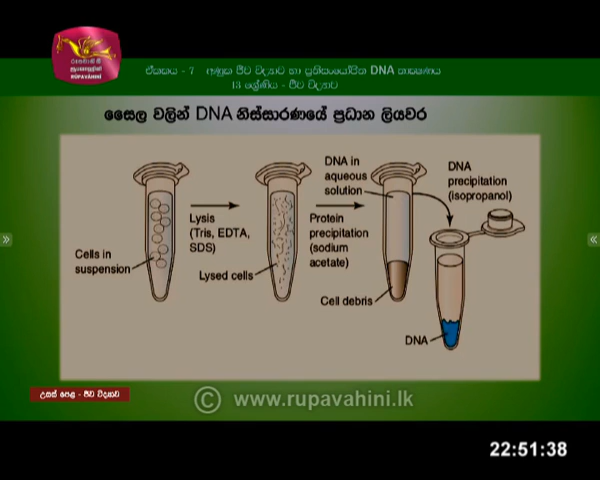 රූපවාහිනී
RUPAVAHINI
ඒකකය - 7 අණුක ජීව විද්‍යාව හා ප්‍රතිසංයෝජිත DNA තාක්ෂණය
13 ශ්‍රේණිය - ජීව විද්‍යාව
සෛල වලින් DNA නිස්සාරණයේ ප්‍රධාන ලියවර
Cells in
suspension
Lysis
(Tris, EDTA,
SDS)
Lysed cells
Protein
precipitation
(sodium
acetate)
DNA in
aqueous
solution
Cell debris
DNA
precipitation
(isopropanol)
DNA
උසස් පෙළ - ජීව විද්‍යාව
© www.rupavahini.lk
22:51:38